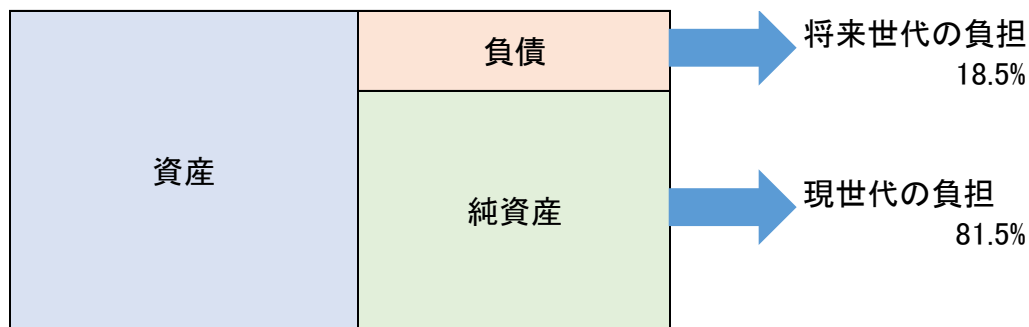 資産
負債
純資産
将来世代の負担
18.5%
現世代の負担
81.5%